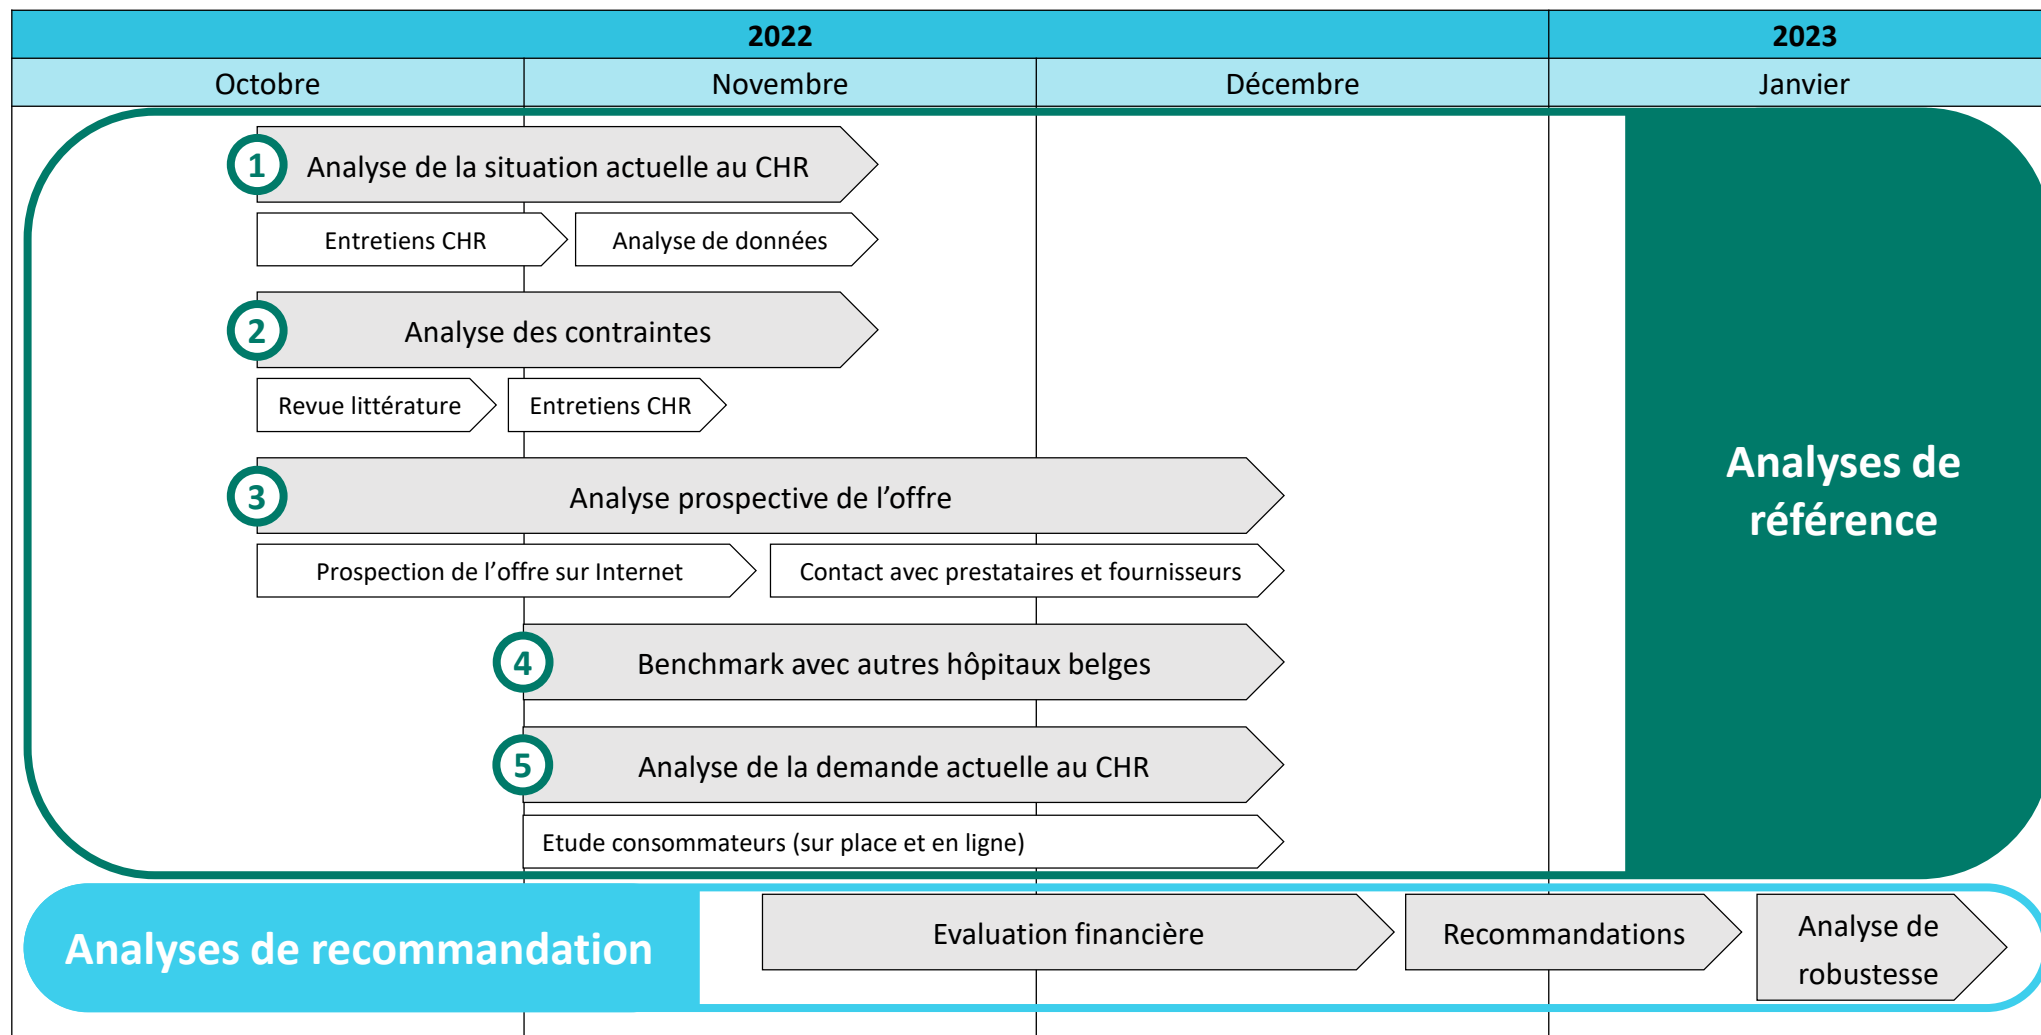 2022
2023
Octobre
Novembre
Décembre
Janvier
1
Analyse de la situation actuelle au CHR
Entretiens CHR
Analyse de données
2
Analyse des contraintes
Revue littérature
Entretiens CHR
3
Analyse prospective de l’offre
Prospection de l’offre sur Internet
Contact avec prestataires et fournisseurs
4
Benchmark avec autres hôpitaux belges
5
Analyse de la demande actuelle au CHR
Etude consommateurs (sur place et en ligne)
Analyses de
référence
Analyses de recommandation
Evaluation financière
Recommandations
Analyse de
robustesse